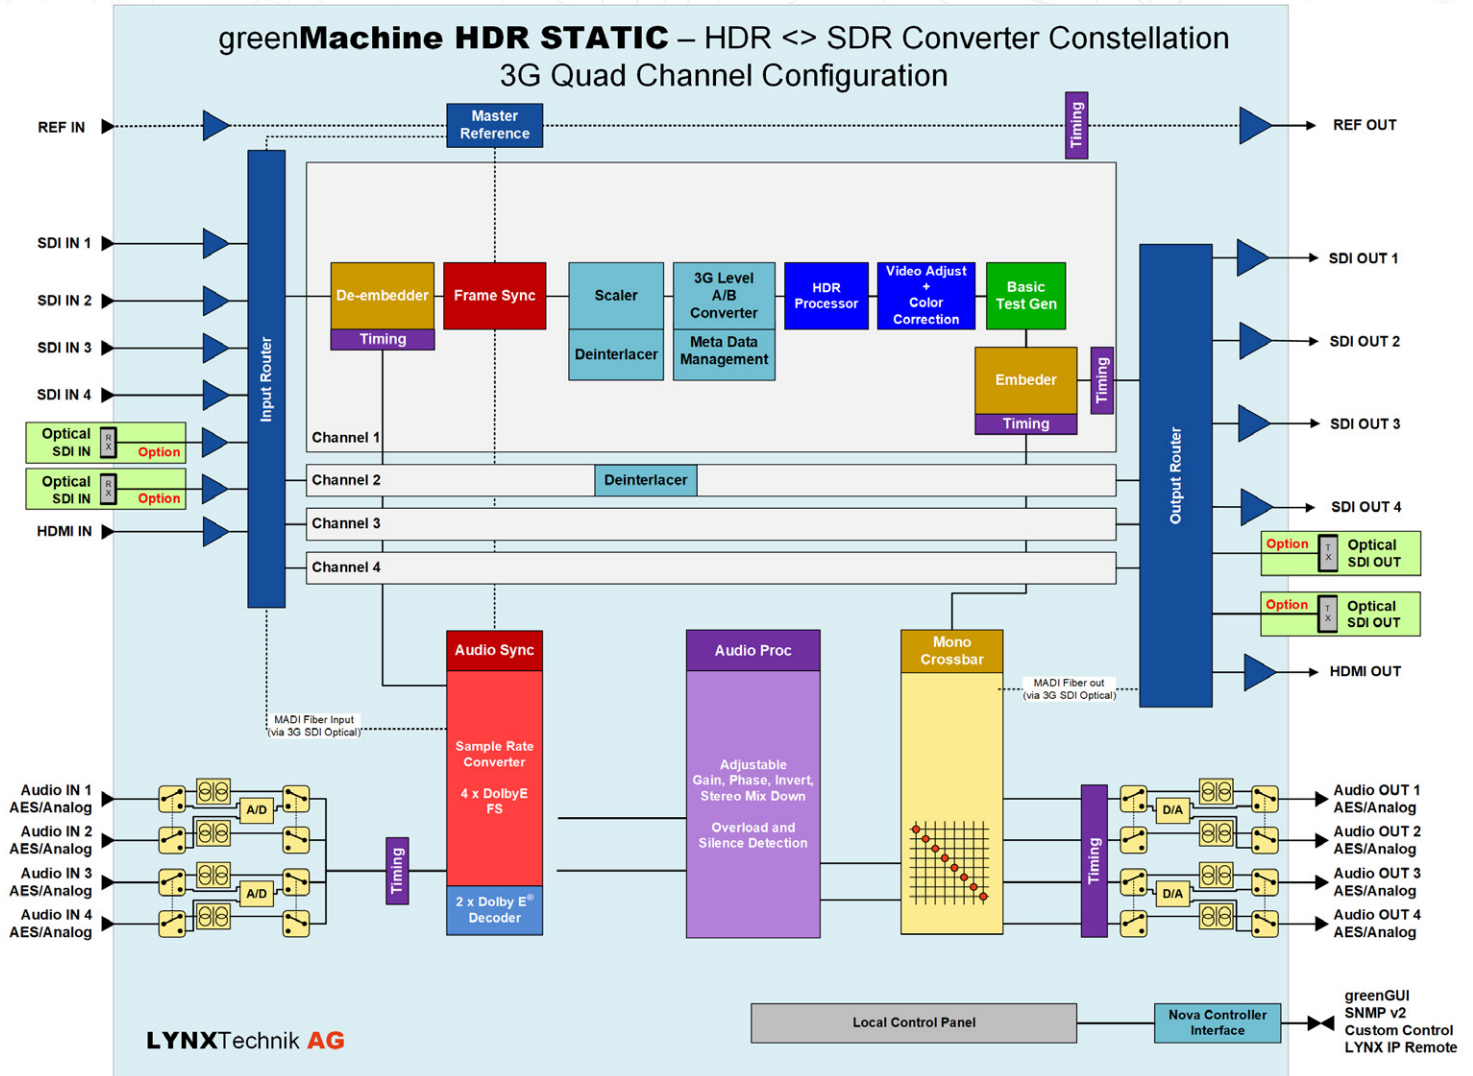 greenMachine HDR STATIC – HDR <> SDR Converter Constellation
3G Quad Channel Configuration
REF IN
Master
Reference
Timing
REF OUT
SDI IN 1
SDI IN 2
SDI IN 3
SDI IN 4
Optical
SDI IN
RX
Option
Optical
SDI IN
RX
Option
HDMI IN
Input Router
De-embedder
Timing
Frame Sync
Scaler
Deinterlacer
3G Level
A/B
Converter
Meta Data
Management
HDR
Processor
Video Adjust
+
Color
Correction
Basic
Test Gen
Embeder
Timing
Timing
Channel 1
Channel 2
Deinterlacer
Channel 3
Channel 4
Output Router
SDI OUT 1
SDI OUT 2
SDI OUT 3
SDI OUT 4
Option
TX
Optical
SDI OUT
Option
TX
Optical
SDI OUT
HDMI OUT
MADI Fiber Input
(via 3G SDI Optical)
Audio Sync
Sample Rate
Converter
4 x DolbyE
FS
2 x Dolby E®
Decoder
Audio Proc
Adjustable
Gain, Phase, Invert,
Stereo Mix Down
Overload and
Silence Detection
Mono
Crossbar
MADI Fiber out
(via 3G SDI Optical)
Audio IN 1
AES/Analog
Audio IN 2
AES/Analog
Audio IN 3
AES/Analog
Audio IN 4
AES/Analog
A/D
A/D
Timing
Timing
D/A
D/A
Audio OUT 1
AES/Analog
Audio OUT 2
AES/Analog
Audio OUT 3
AES/Analog
Audio OUT 4
AES/Analog
LYNXTechnik AG
Local Control Panel
Nova Controller
Interface
greenGUI
SNMP v2
Custom Control
LYNX IP Remote